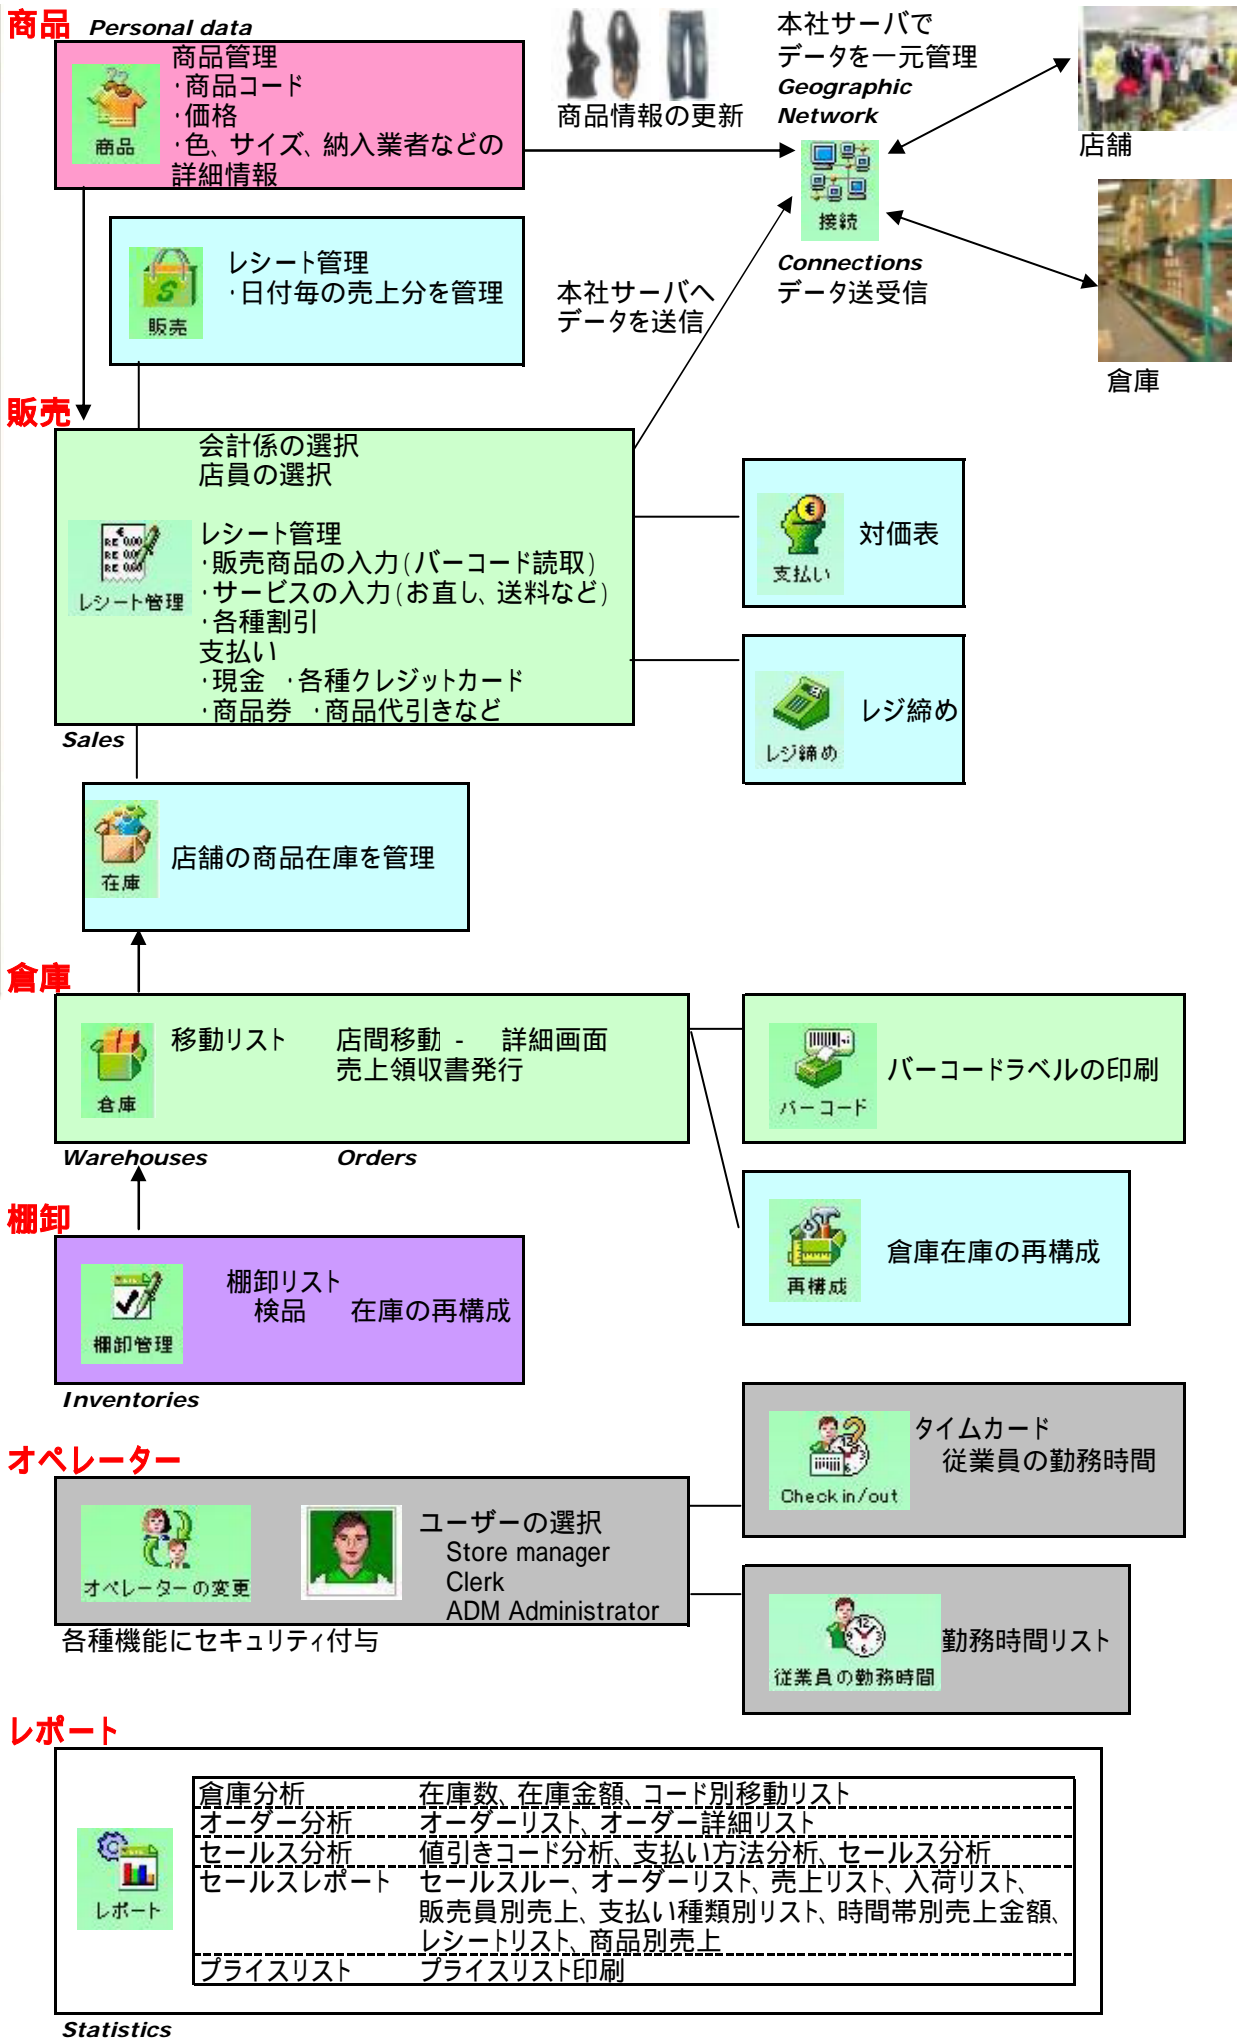 商品 Personal data
商品管理
・商品コード
・価格
・色、サイズ、納入業者などの
詳細情報
商品
商品情報の更新
本社サーバで
データを一元管理
Geographic
Network
接続
Connections
データ送受信
店舗
倉庫
レシート管理
・日付毎の売上分を管理
販売
本社サーバへ
データを送信
販売
会計係の選択
店員の選択
レシート管理
・販売商品の入力(バーコード読取)
・サービスの入力(お直し、送料など)
・各種割引
支払い
・現金 ・各種クレジットカード
・商品券 ・商品代引きなど
€
RE 0.00
RE 0.00
RE 0.00
レシート管理
Sales
€
支払い
対価表
レジ締め
レジ締め
在庫
店舗の商品在庫を管理
倉庫
倉庫
移動リスト 店間移動 - 詳細画面
売上領収書発行
Warehouses Orders
バーコード
バーコードラベルの印刷
再構成
倉庫在庫の再構成
棚卸
棚卸管理
棚卸リスト
検品 在庫の再構成
Inventories
タイムカード
従業員の勤務時間
Check in/out
オペレーター
オペレーターの変更
ユーザーの選択
Store manager
Clerk
ADM Administrator
各種機能にセキュリティ付与
勤務時間リスト
従業員の勤務時間
レポート
レポート
倉庫分析 在庫数、在庫金額、コード別移動リスト
オーダー分析 オーダーリスト、オーダー詳細リスト
セールス分析 値引きコード分析、支払い方法分析、セールス分析
セールスレポート セールスルー、オーダーリスト、売上リスト、入荷リスト、
販売員別売上、支払い種類別リスト、時間帯別売上金額、
レシートリスト、商品別売上
プライスリスト プライスリスト印刷
Statistics